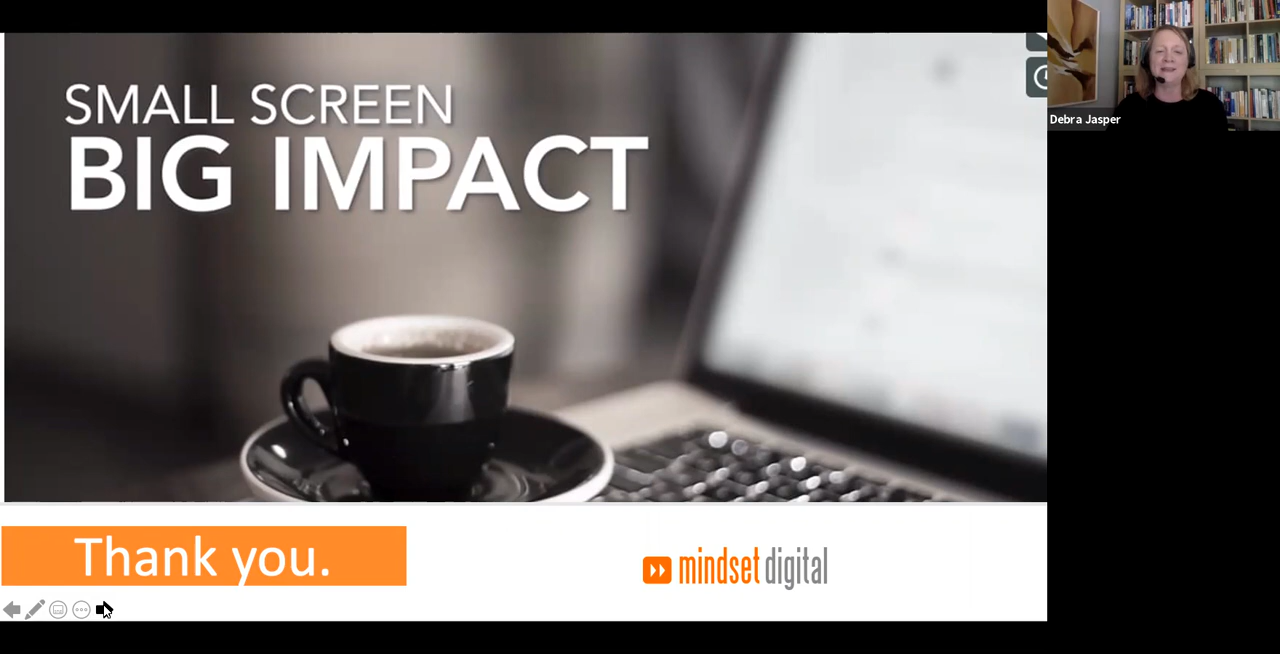 SMALL SCREEN
BIG IMPACT
Debra Jasper
Thank you.
mindset digital